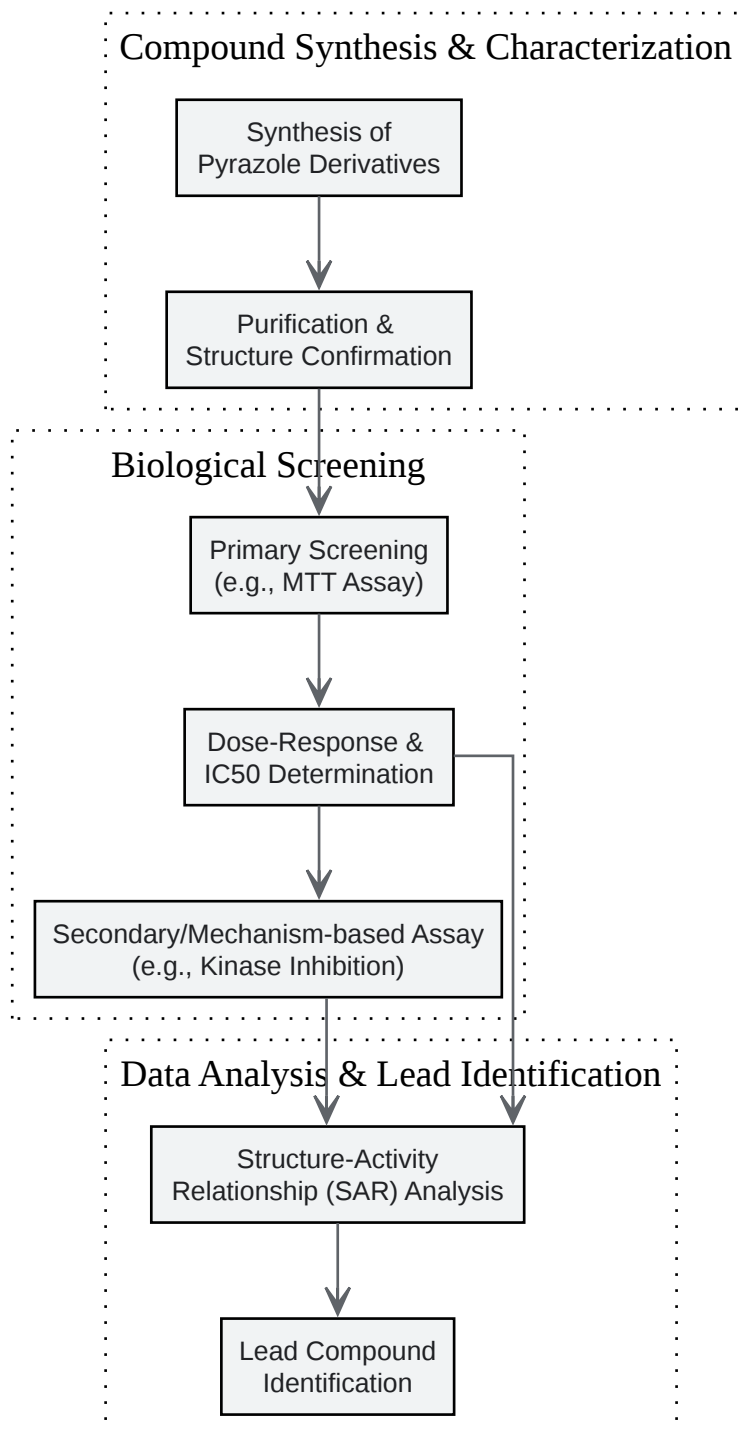 Compound Synthesis & Characterization
Synthesis of
Pyrazole Derivatives
Purification &
Structure Confirmation
Biological Screening
Primary Screening
(e.g., MTT Assay)
Dose-Response &
IC50 Determination
Secondary/Mechanism-based Assay
(e.g., Kinase Inhibition)
Data Analysis & Lead Identification
Structure-Activity
Relationship (SAR) Analysis
Lead Compound
Identification